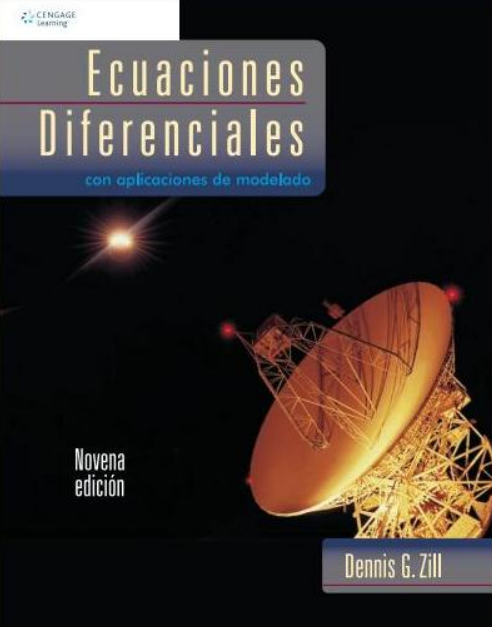 CENGAGE
Learning
Ecuaciones
Diferenciales
con aplicaciones de modelado
Novena
edición
Dennis G. Zill